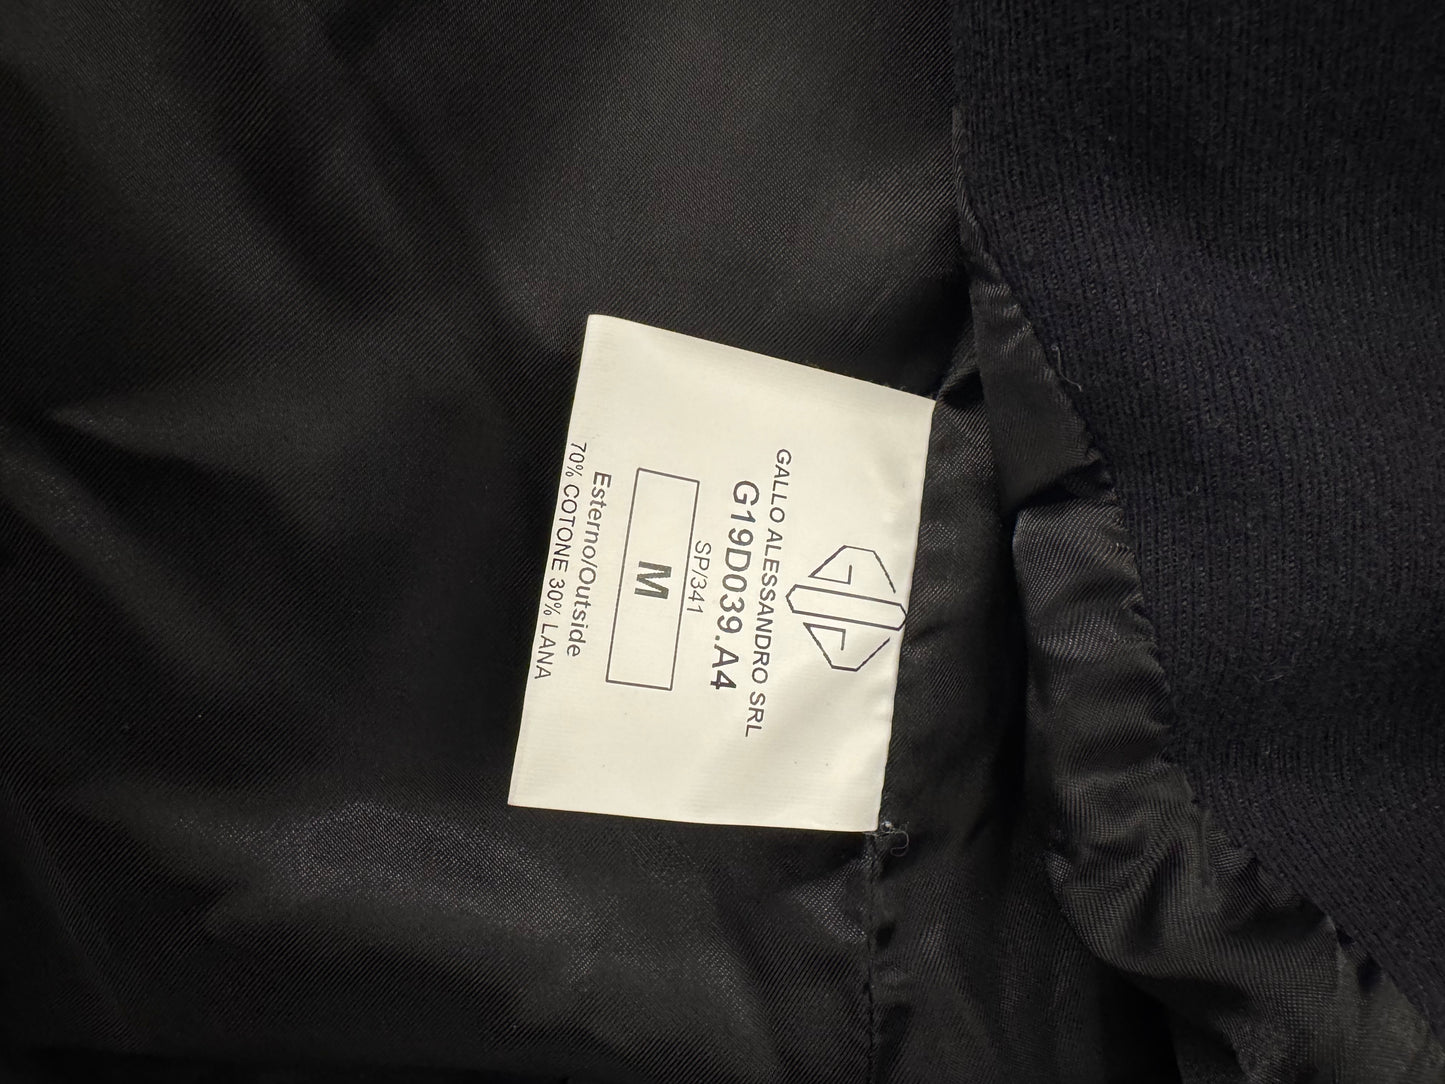 GALLO ALESSANDRO SRL
G19D039.A4
SP/341
M
Esterno/Outside
70% COTONE 30% LANA